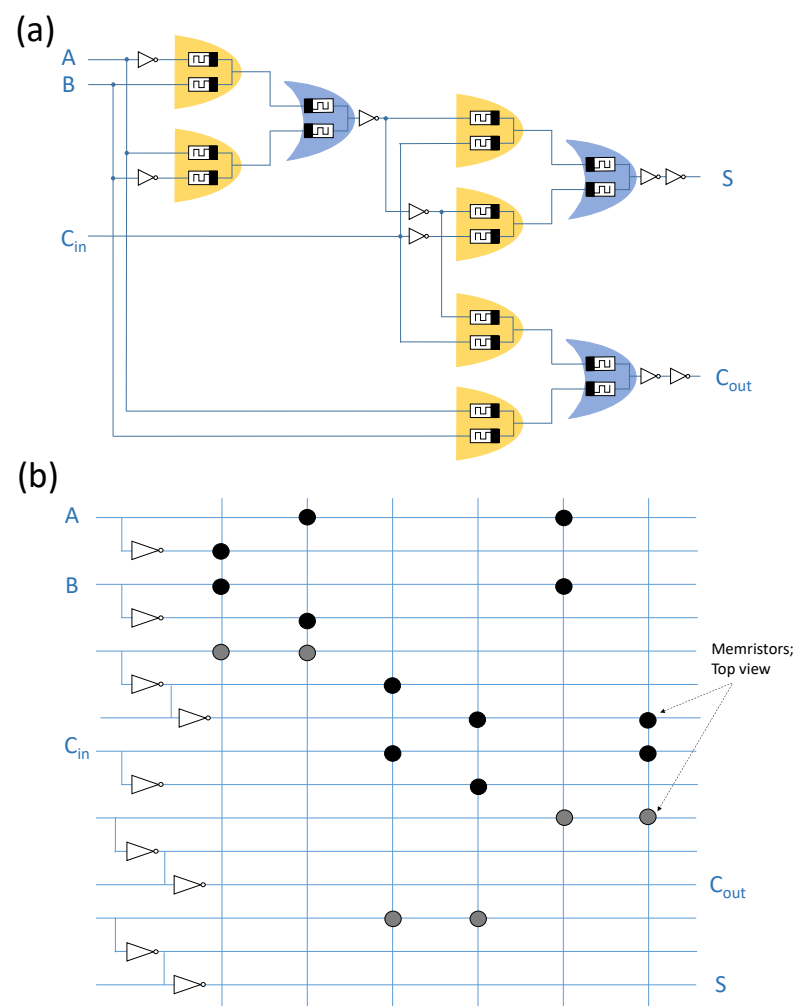 (a)
A
B
C_in
S
C_out
(b)
A
B
Memristors;
Top view
C_in
C_out
S